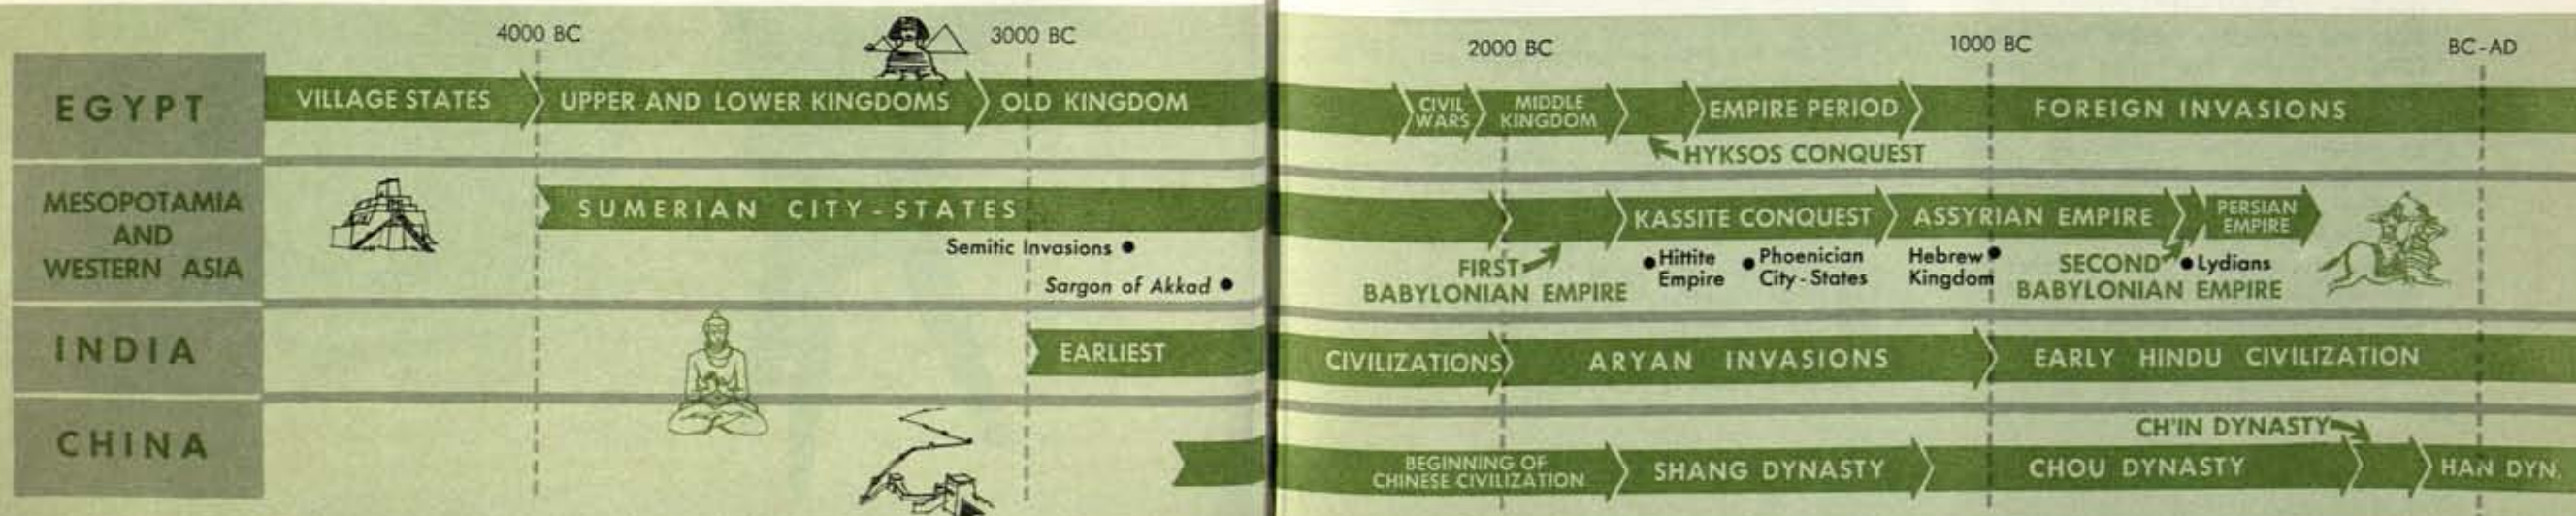 4000 BC
3000 BC
2000 BC
1000 BC
BC-AD
EGYPT
VILLAGE STATES
UPPER AND LOWER KINGDOMS
OLD KINGDOM
CIVIL
WARS
MIDDLE
KINGDOM
EMPIRE PERIOD
FOREIGN INVASIONS
HYKSOS CONQUEST
MESOPOTAMIA
AND
WESTERN ASIA
SUMERIAN CITY-STATES
Semitic Invasions
Sargon of Akkad
FIRST
BABYLONIAN EMPIRE
KASSITE CONQUEST
Hittite
Empire
Phoenician
City-States
ASSYRIAN EMPIRE
Hebrew
Kingdom
SECOND
BABYLONIAN EMPIRE
Lydians
PERSIAN
EMPIRE
INDIA
EARLIEST CIVILIZATIONS
ARYAN INVASIONS
EARLY HINDU CIVILIZATION
CHINA
BEGINNING OF
CHINESE CIVILIZATION
SHANG DYNASTY
CHOU DYNASTY
CH'IN DYNASTY
HAN DYN.